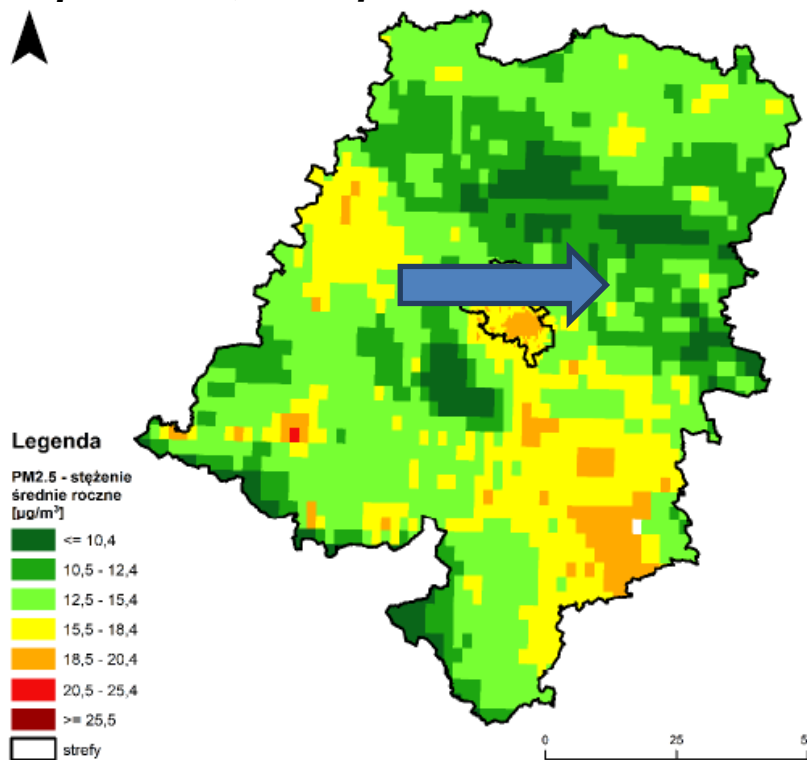 Legenda
PM2.5 - stężenie
średnie roczne
[µg/m³]
<= 10,4
10,5 - 12,4
12,5 - 15,4
15,5 - 18,4
18,5 - 20,4
20,5 - 25,4
>= 25,5
strefy
0 25